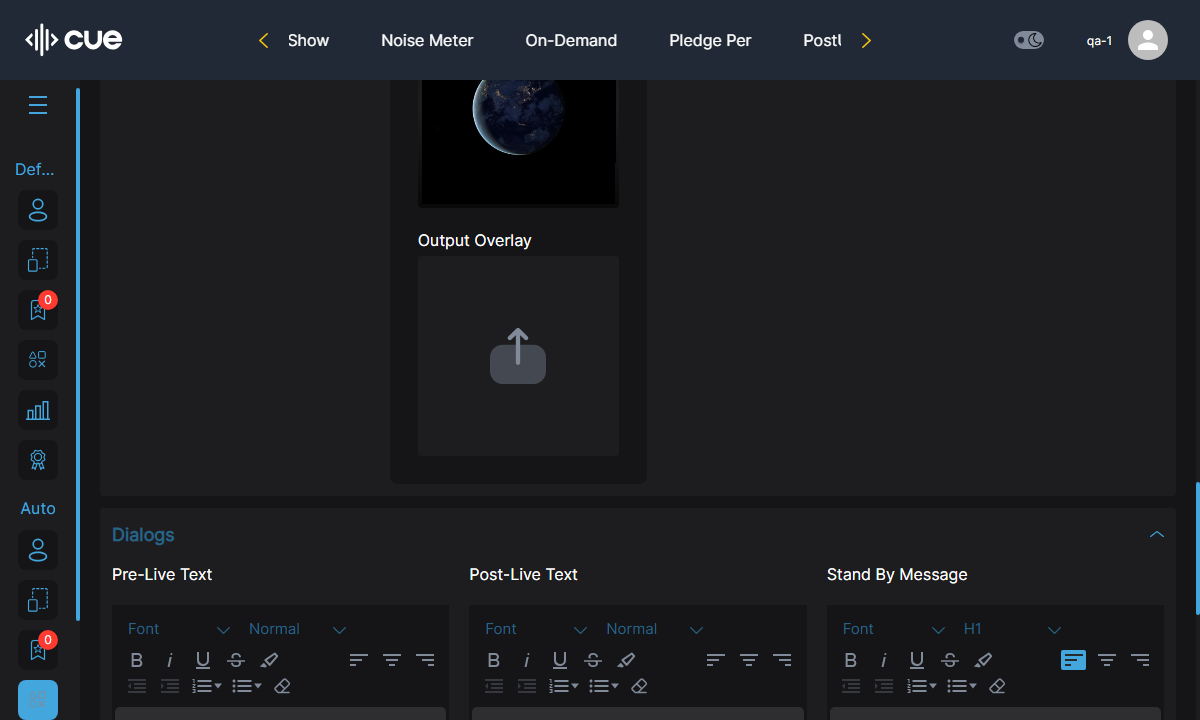 cue
Show Noise Meter On-Demand Pledge Per Post
qa-1
Def...
0
Output Overlay
Auto
Dialogs
Pre-Live Text Post-Live Text Stand By Message
Font Normal Font Normal Font H1
B i U S B i U S B i U S
0